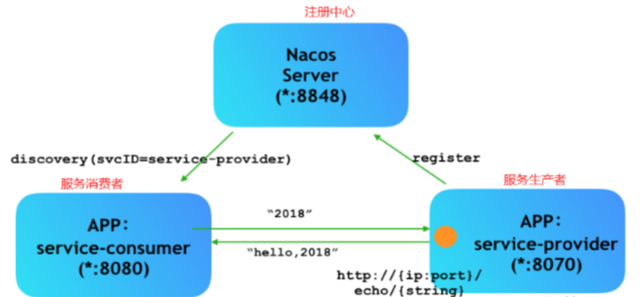 注册中心
Nacos
Server
(*:8848)
discovery(svcID=service-provider)
register
服务消费者
服务生产者
APP:
service-consumer
(*:8080)
“2018”
“hello,2018”
APP:
service-provider
(*:8070)
http://{ip:port}/
echo/{string}